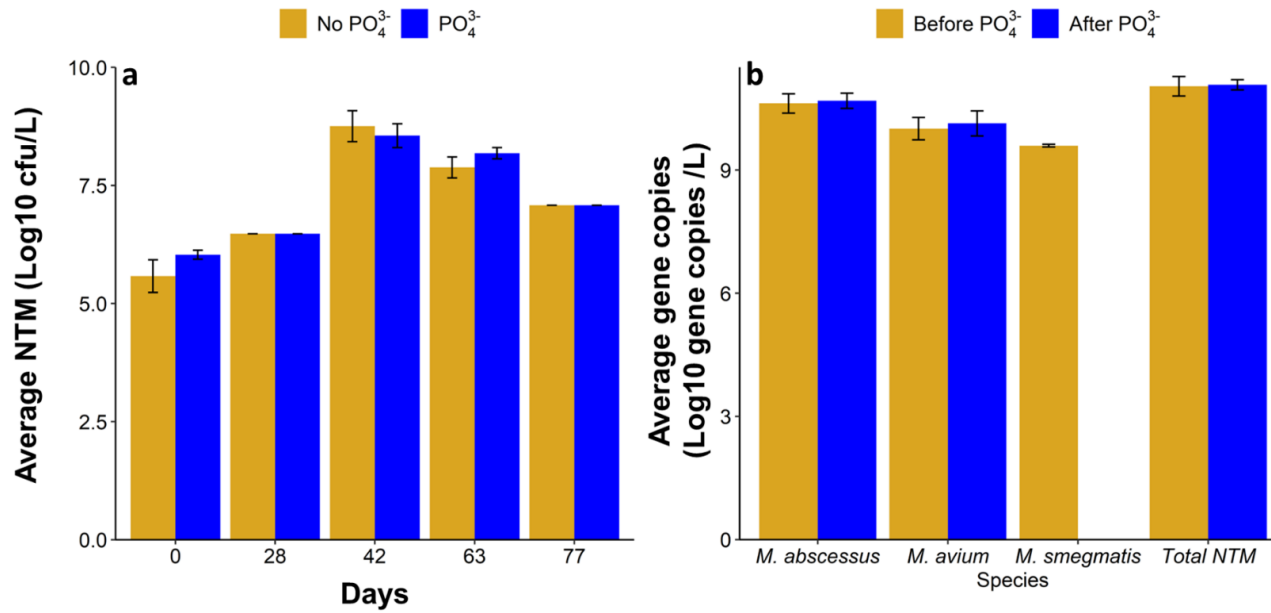 No PO₄³⁻ PO₄³⁻
a
10.0
7.5
5.0
2.5
0.0
Average NTM (Log10 cfu/L)
0 28 42 63 77
Days
Before PO₄³⁻ After PO₄³⁻
b
9
6
3
0
Average gene copies
(Log10 gene copies /L)
M. abscessus M. avium M. smegmatis Total NTM
Species